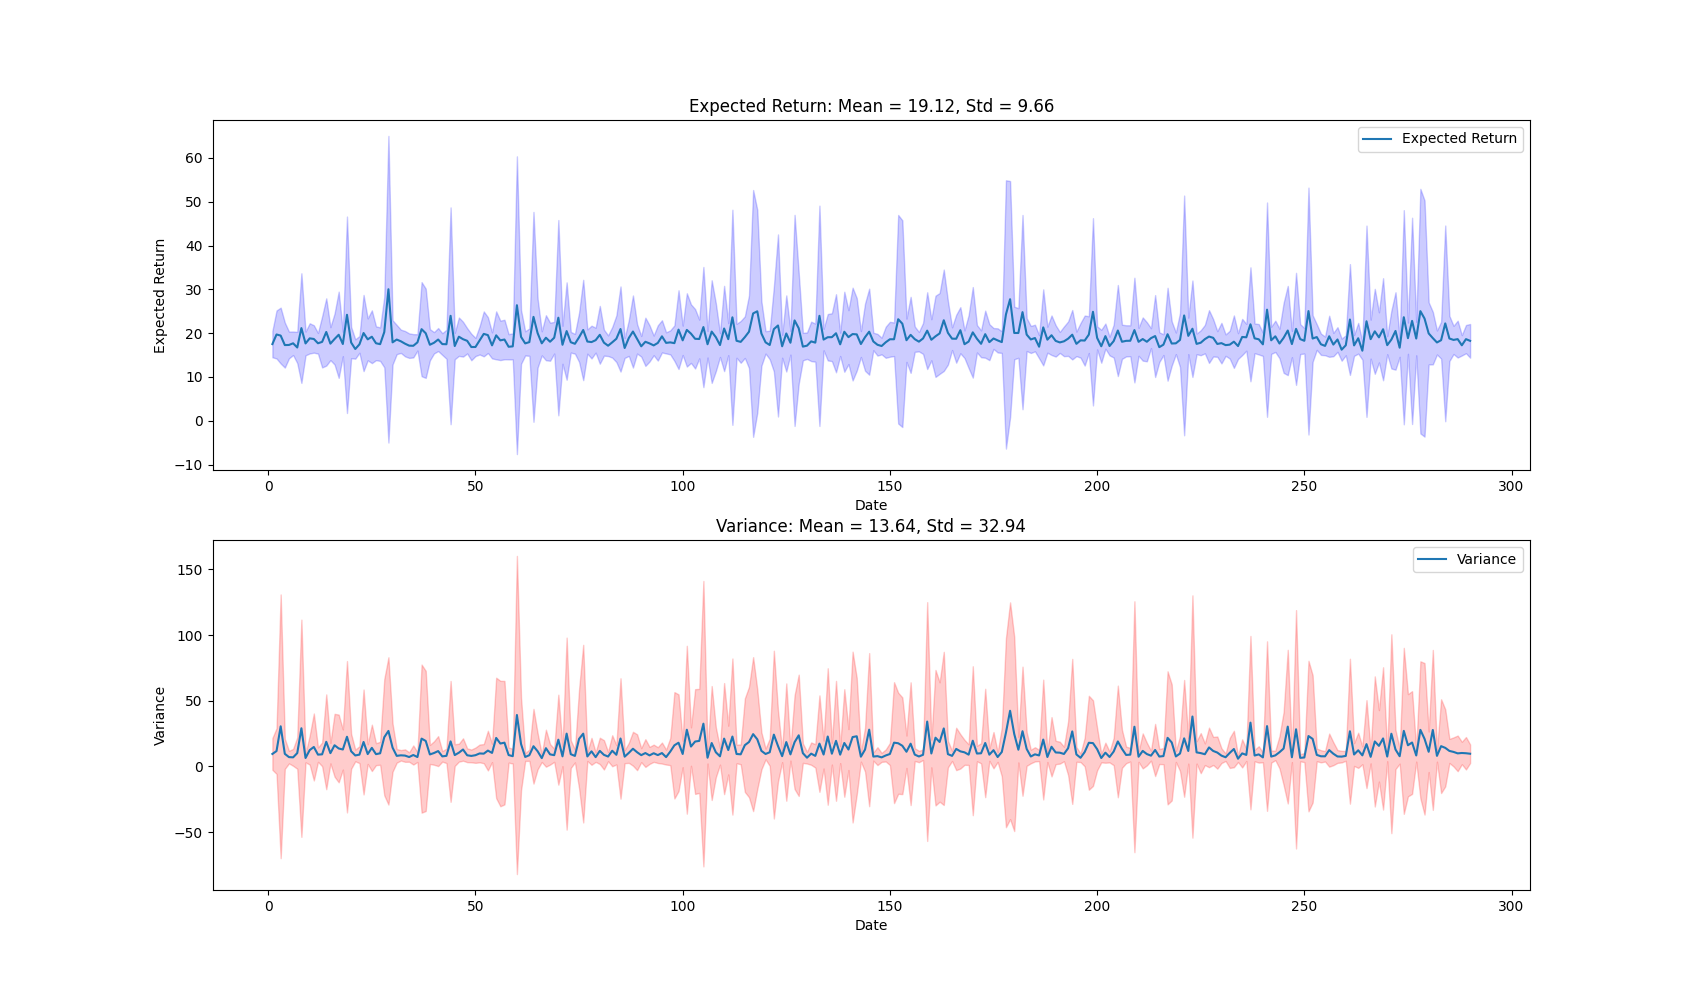 Expected Return: Mean = 19.12, Std = 9.66
Expected Return
60
50
40
30
20
10
0
−10
Expected Return
0 50 100 150 200 250 300
Date
Variance: Mean = 13.64, Std = 32.94
Variance
150
100
50
0
−50
Variance
0 50 100 150 200 250 300
Date